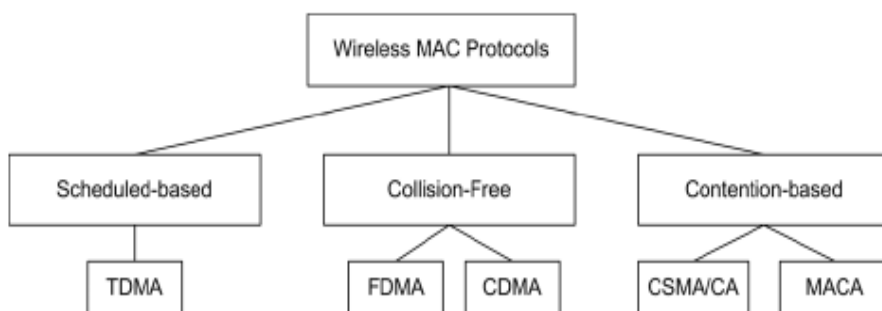 Wireless MAC Protocols
Scheduled-based
Collision-Free
Contention-based
TDMA
FDMA
CDMA
CSMA/CA
MACA